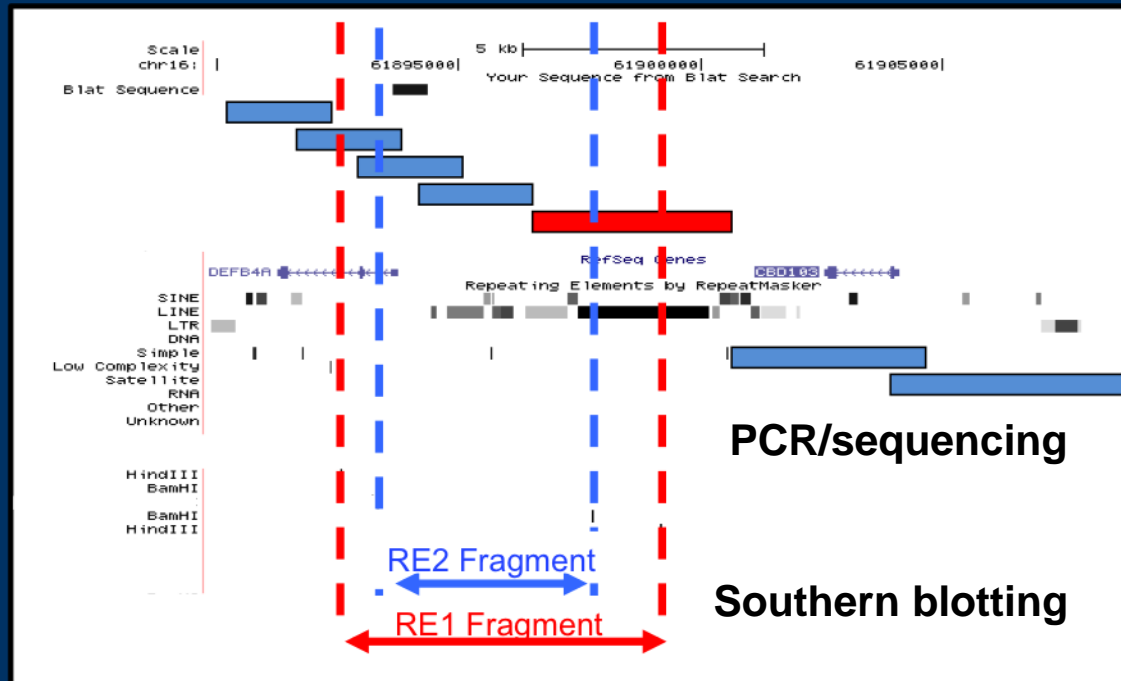 Scale 5 kb
chr16: 61895000 61900000 61905000
Your Sequence from Blat Search
Blat Sequence
RefSeq Genes
DEFB4A CBD103
Repeating Elements by RepeatMasker
SINE
LINE
LTR
DNA
Simple
Low Complexity
Satellite
RNA
Other
Unknown
PCR/sequencing
HindIII
BamHI
BamHI
HindIII
RE2 Fragment
Southern blotting
RE1 Fragment